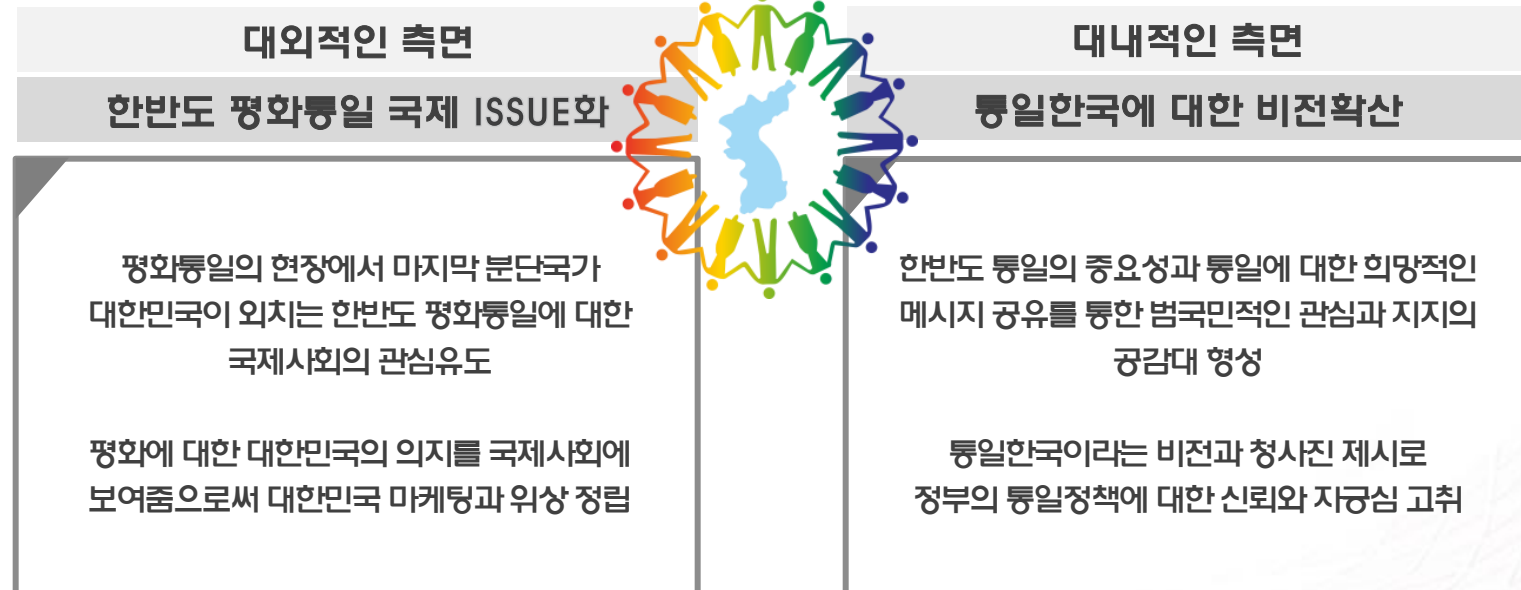 대외적인 측면
한반도 평화통일 국제 ISSUE화
평화통일의 현장에서 마지막 분단국가
대한민국이 외치는 한반도 평화통일에 대한
국제사회의 관심유도
평화에 대한 대한민국의 의지를 국제사회에
보여줌으로써 대한민국 마케팅과 위상 정립
대내적인 측면
통일한국에 대한 비전확산
한반도 통일의 중요성과 통일에 대한 희망적인
메시지 공유를 통한 범국민적인 관심과 지지의
공감대 형성
통일한국이라는 비전과 청사진 제시로
정부의 통일정책에 대한 신뢰와 자긍심 고취